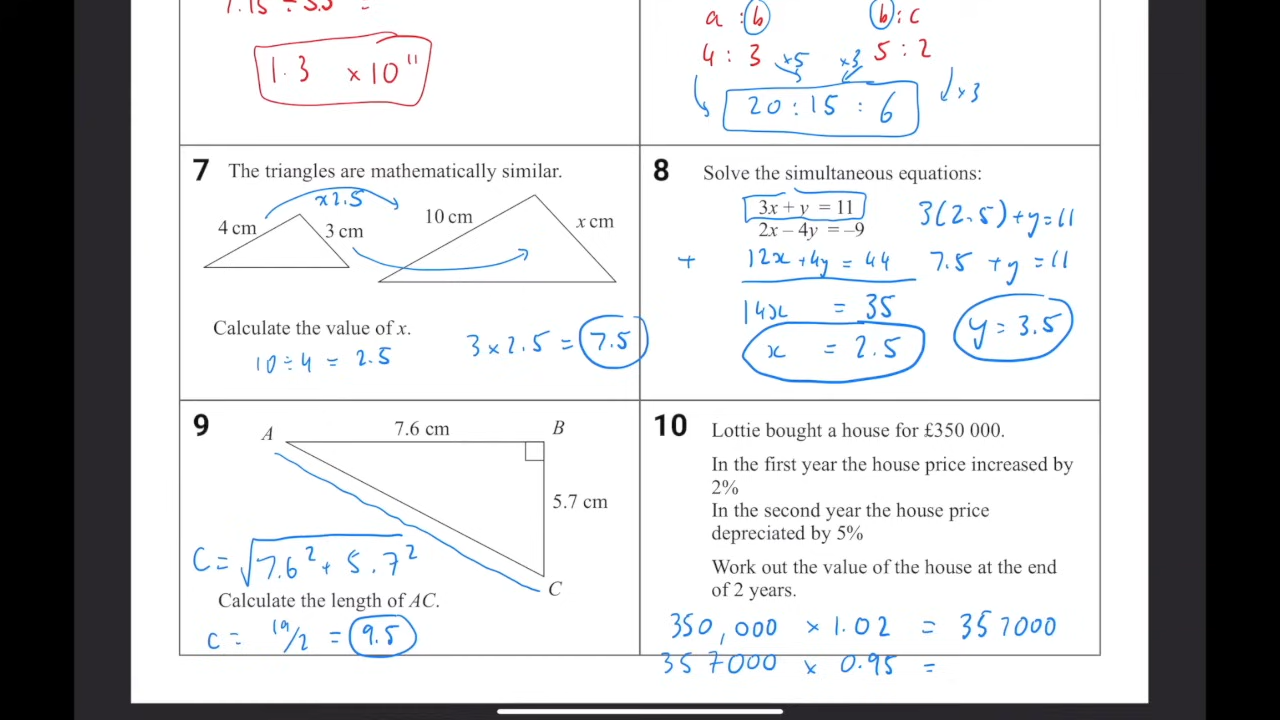 7.15 ÷ 5.5 =
1.3 × 10¹¹
a : b
b : c
4 : 3
×5
×3
5 : 2
20 : 15 : 6
×3
7 The triangles are mathematically similar.
×2.5
4 cm
3 cm
10 cm
x cm
Calculate the value of x.
10 ÷ 4 = 2.5
3 × 2.5 = 7.5
8 Solve the simultaneous equations:
3x + y = 11
2x – 4y = –9
+ 12x + 4y = 44
14x = 35
x = 2.5
3(2.5) + y = 11
7.5 + y = 11
y = 3.5
9
A
7.6 cm
B
5.7 cm
C
C = √7.6² + 5.7²
Calculate the length of AC.
c = 19/2 = 9.5
10 Lottie bought a house for £350 000.
In the first year the house price increased by
2%
In the second year the house price
depreciated by 5%
Work out the value of the house at the end
of 2 years.
350,000 × 1.02 = 357000
357000 × 0.95 =